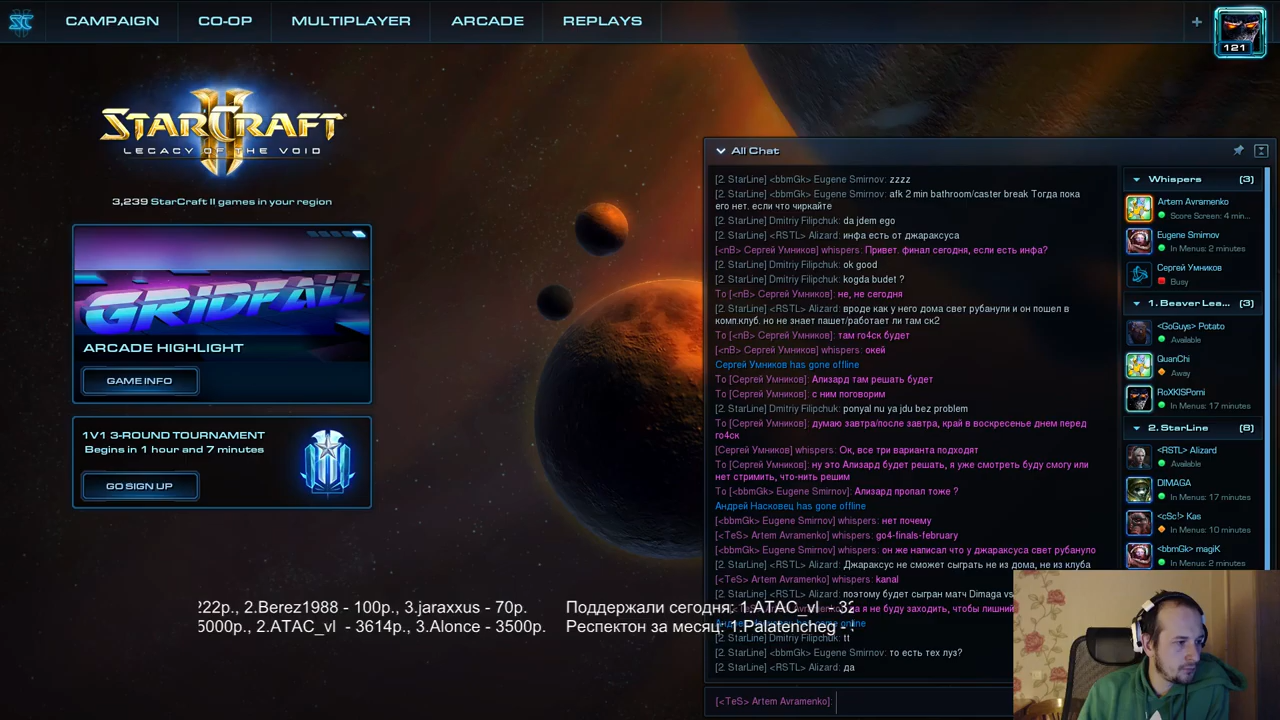 CAMPAIGN
CO-OP
MULTIPLAYER
ARCADE
REPLAYS
+
121
STARCRAFT
II
LEGACY OF THE VOID
3,239 StarCraft II games in your region
GRIDFALL
ARCADE HIGHLIGHT
GAME INFO
1V1 3-ROUND TOURNAMENT
Begins in 1 hour and 7 minutes
GO SIGN UP
All Chat
[2. StarLine] <bbmGk> Eugene Smirnov: zzzz
[2. StarLine] <bbmGk> Eugene Smirnov: afk 2 min bathroom/caster break Тогда пока
его нет. если что чиркайте
[2. StarLine] Dmitriy Filipchuk: da jdem ego
[2. StarLine] <RSTL> Alizard: инфа есть от джараксуса
[<nB> Сергей Умников] whispers: Привет. финал сегодня, если есть инфа?
[2. StarLine] Dmitriy Filipchuk: ok good
[2. StarLine] Dmitriy Filipchuk: kogda budet ?
To [<nB> Сергей Умников]: не, не сегодня
[2. StarLine] <RSTL> Alizard: вроде как у него дома свет рубанули и он пошел в
комп.клуб. но не знает пашет/работает ли там ск2
To [<nB> Сергей Умников]: там го4ск будет
[<nB> Сергей Умников] whispers: окей
Сергей Умников has gone offline
To [Сергей Умников]: Ализард там решать будет
To [Сергей Умников]: с ним поговорим
[2. StarLine] Dmitriy Filipchuk: ponyal nu ya jdu bez problem
To [Сергей Умников]: думаю завтра/после завтра, край в воскресенье днем перед
го4ск
[Сергей Умников] whispers: Ок, все три варианта подходят
To [Сергей Умников]: ну это Ализард будет решать, я уже смотреть буду смогу или
нет стримить, что-нить решим
To [<bbmGk> Eugene Smirnov]: Ализард пропал тоже ?
Андрей Насковец has gone offline
[<bbmGk> Eugene Smirnov] whispers: нет почему
[<TeS> Artem Avramenko] whispers: go4-finals-february
[<bbmGk> Eugene Smirnov] whispers: он же написал что у джараксуса свет рубануло
[2. StarLine] <RSTL> Alizard: Джараксус не сможет сыграть не из дома, не из клуба
[<TeS> Artem Avramenko] whispers: kanal
[2. StarLine] <RSTL> Alizard: поэтому будет сыгран матч Dimaga vs
я не буду заходить, чтобы лишний
[2. StarLine] Dmitriy Filipchuk: tt
[2. StarLine] <bbmGk> Eugene Smirnov: то есть тех луз?
[2. StarLine] <RSTL> Alizard: да
[<TeS> Artem Avramenko]:
Whispers (3)
Artem Avramenko
Score Screen: 4 min...
Eugene Smirnov
In Menus: 2 minutes
Сергей Умников
Busy
1. Beaver Lea... (3)
<GoGuys> Potato
Available
GuanChi
Away
RoXKISPorni
In Menus: 17 minutes
2. StarLine (8)
<RSTL> Alizard
Available
DIMAGA
In Menus: 17 minutes
<cSc!> Kas
In Menus: 10 minutes
<bbmGk> magiK
In Menus: 2 minutes
222р., 2.Berez1988 - 100р., 3.jaraxxus - 70р. Поддержали сегодня: 1.ATAC_vl - 32
5000р., 2.ATAC_vl - 3614р., 3.Alonce - 3500р. Респектон за месяц: 1.Palatencheg -